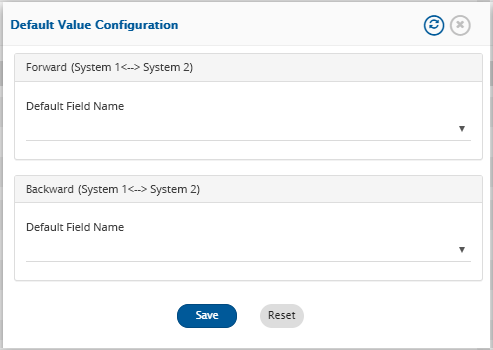 Default Value Configuration
Forward (System 1<--> System 2)
Default Field Name
Backward (System 1<--> System 2)
Default Field Name
Save
Reset